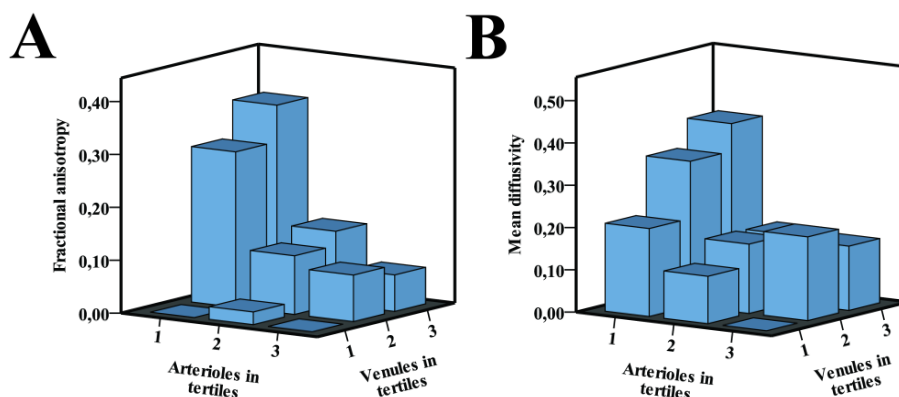 A
Fractional anisotropy
0,40
0,30
0,20
0,10
0,00
1
2
3
Arterioles in
tertiles
1
2
3
Venules in
tertiles
B
Mean diffusivity
0,50
0,40
0,30
0,20
0,10
0,00
1
2
3
Arterioles in
tertiles
1
2
3
Venules in
tertiles